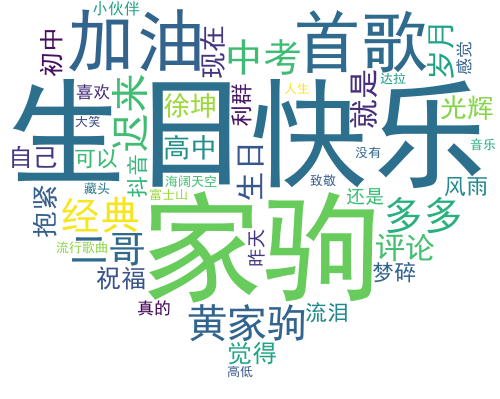 小伙伴
加油
首歌
初中
现在
中考
岁月
感觉
喜欢
大笑
迟来
抖音
徐坤
利群
人生
就是
达拉
光辉
音乐
生日快乐
自己
可以
高中
生日
没有
藏头
海阔天空
富士山
致敬
风雨
抱紧
经典
二哥
家驹
还是
多多
流行歌曲
昨天
评论
祝福
梦碎
真的
黄家驹
流泪
觉得
高低